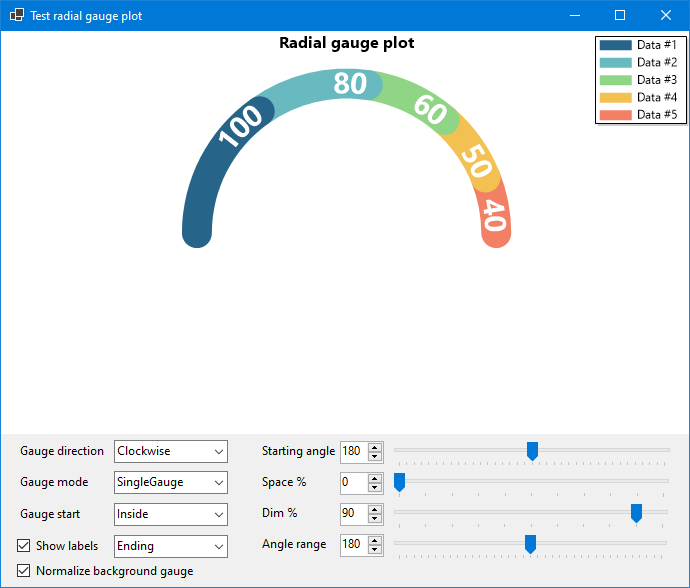 Test radial gauge plot
Radial gauge plot
Data #1
Data #2
Data #3
Data #4
Data #5
100
80
60
50
40
Gauge direction Clockwise Starting angle 180
Gauge mode SingleGauge Space % 0
Gauge start Inside Dim % 90
Show labels Ending Angle range 180
Normalize background gauge